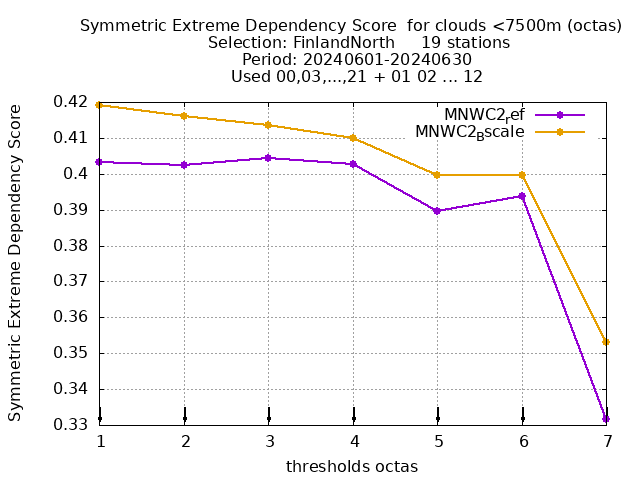 Symmetric Extreme Dependency Score for clouds <7500m (octas)
Selection: FinlandNorth 19 stations
Period: 20240601-20240630
Used 00,03,...,21 + 01 02 ... 12
MNWC2_ref
MNWC2_Bscale
Symmetric Extreme Dependency Score
0.42
0.41
0.4
0.39
0.38
0.37
0.36
0.35
0.34
0.33
1 2 3 4 5 6 7
thresholds octas